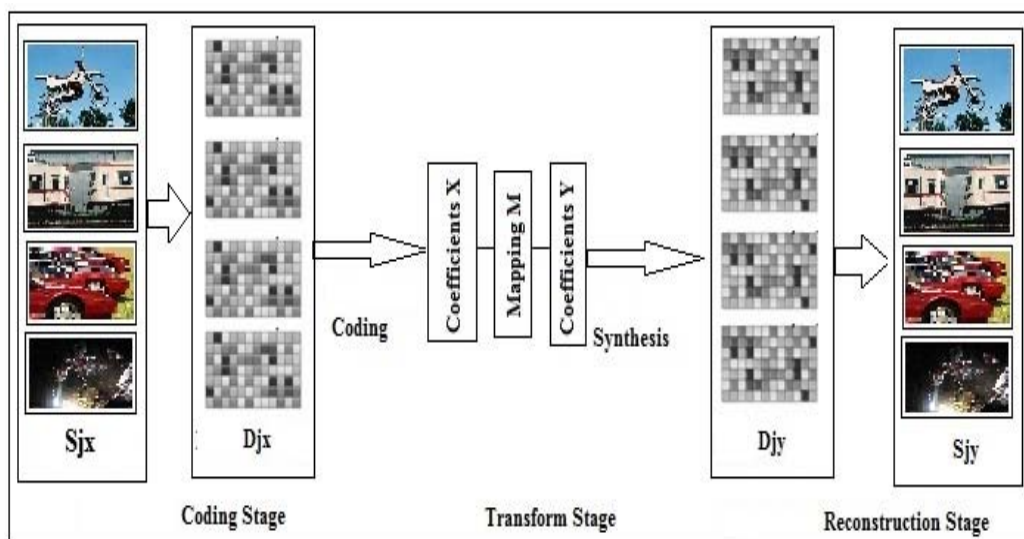 Sjx
Djx
Coding
Coefficients X
Mapping M
Coefficients Y
Synthesis
Djy
Sjy
Coding Stage
Transform Stage
Reconstruction Stage